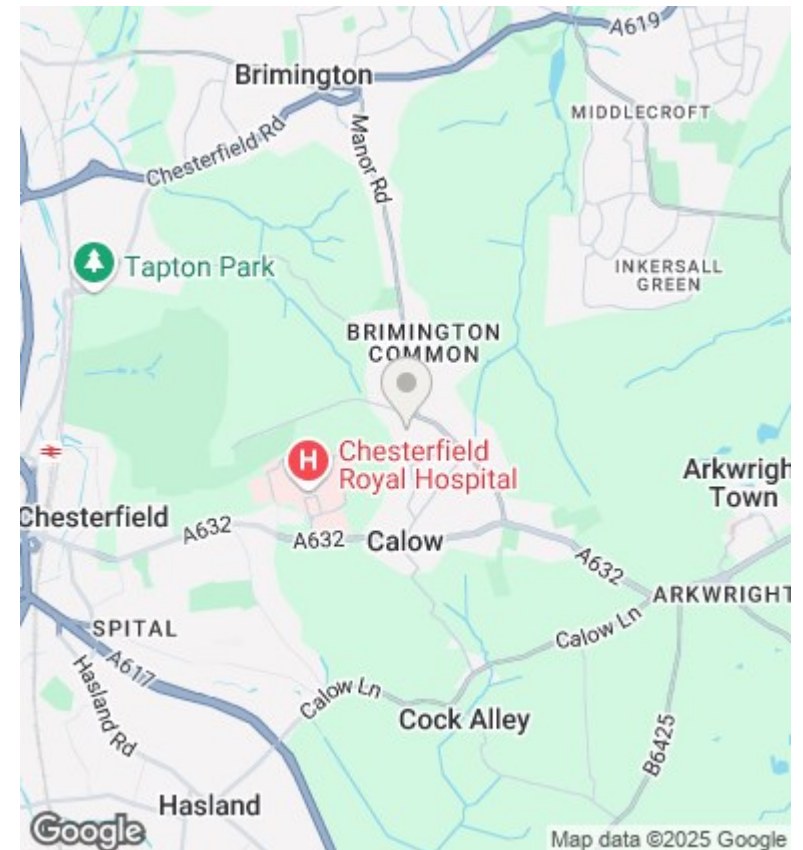 A619
Brimington
MIDDLECROFT
Chesterfield Rd
Manor Rd
Tapton Park
INKERSALL
GREEN
BRIMINGTON
COMMON
H
Chesterfield
Royal Hospital
Arkwrigh
Town
Chesterfield
A632
A632
Calow
A632
ARKWRIGHT
SPITAL
Calow Ln
A617
Hasland Rd
Calow Ln
Cock Alley
B6425
Hasland
Google
Map data ©2025 Google